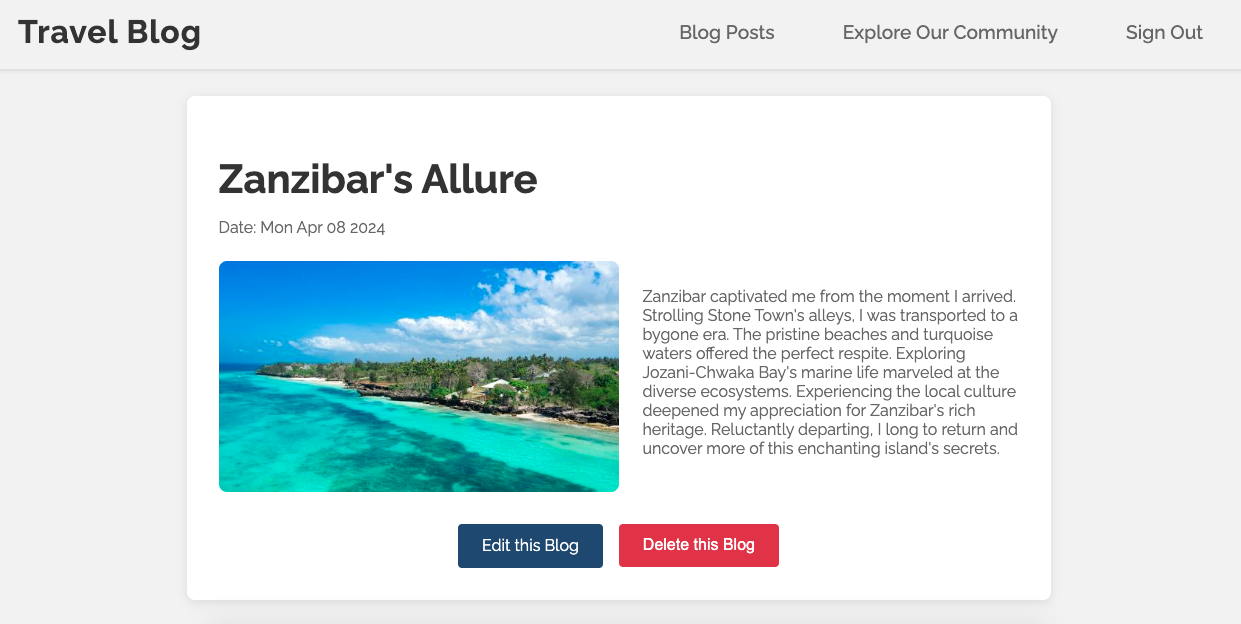 Travel Blog
Blog Posts
Explore Our Community
Sign Out
Zanzibar's Allure
Date: Mon Apr 08 2024
Zanzibar captivated me from the moment I arrived.
Strolling Stone Town's alleys, I was transported to a
bygone era. The pristine beaches and turquoise
waters offered the perfect respite. Exploring
Jozani-Chwaka Bay's marine life marveled at the
diverse ecosystems. Experiencing the local culture
deepened my appreciation for Zanzibar's rich
heritage. Reluctantly departing, I long to return and
uncover more of this enchanting island's secrets.
Edit this Blog
Delete this Blog